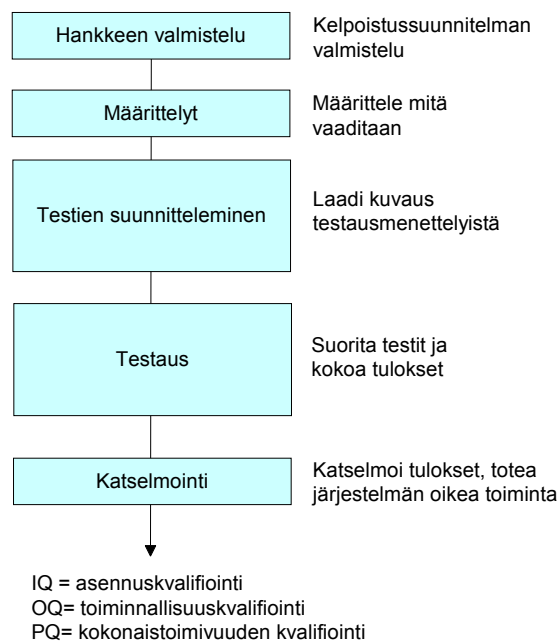 Hankkeen valmistelu
Kelpoistussuunnitelman
valmistelu
Määrittelyt
Määrittele mitä
vaaditaan
Testien suunnitteleminen
Laadi kuvaus
testausmenettelyistä
Testaus
Suorita testit ja
kokoa tulokset
Katselmointi
Katselmoi tulokset, totea
järjestelmän oikea toiminta
IQ = asennuskvalifiointi
OQ= toiminnallisuuskvalifiointi
PQ= kokonaistoimivuuden kvalifiointi